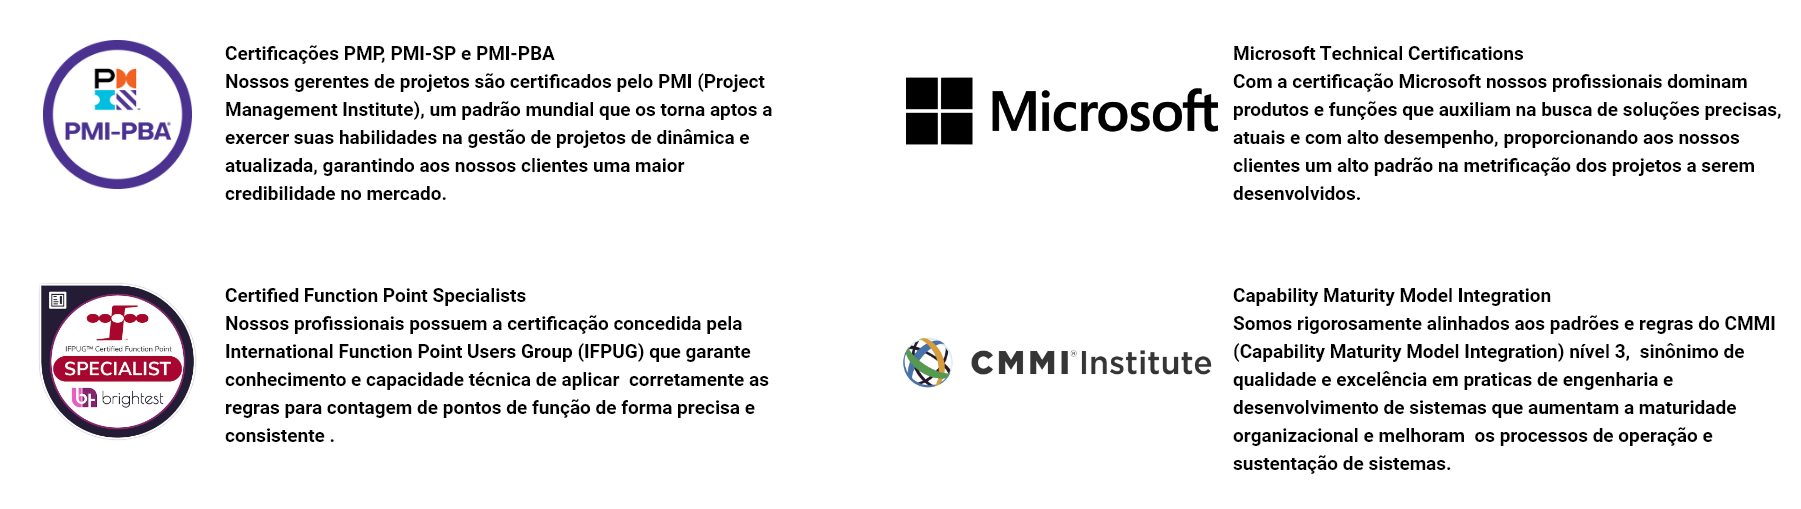 PM
PMI-PBA®
Certificações PMP, PMI-SP e PMI-PBA
Nossos gerentes de projetos são certificados pelo PMI (Project
Management Institute), um padrão mundial que os torna aptos a
exercer suas habilidades na gestão de projetos de dinâmica e
atualizada, garantindo aos nossos clientes uma maior
credibilidade no mercado.
Microsoft
Microsoft Technical Certifications
Com a certificação Microsoft nossos profissionais dominam
produtos e funções que auxiliam na busca de soluções precisas,
atuais e com alto desempenho, proporcionando aos nossos
clientes um alto padrão na metrificação dos projetos a serem
desenvolvidos.
IFPUG™ Certified Function Point
SPECIALIST
brightest
Certified Function Point Specialists
Nossos profissionais possuem a certificação concedida pela
International Function Point Users Group (IFPUG) que garante
conhecimento e capacidade técnica de aplicar  corretamente as
regras para contagem de pontos de função de forma precisa e
consistente .
CMMI® Institute
Capability Maturity Model Integration
Somos rigorosamente alinhados aos padrões e regras do CMMI
(Capability Maturity Model Integration) nível 3,  sinônimo de
qualidade e excelência em praticas de engenharia e
desenvolvimento de sistemas que aumentam a maturidade
organizacional e melhoram  os processos de operação e
sustentação de sistemas.